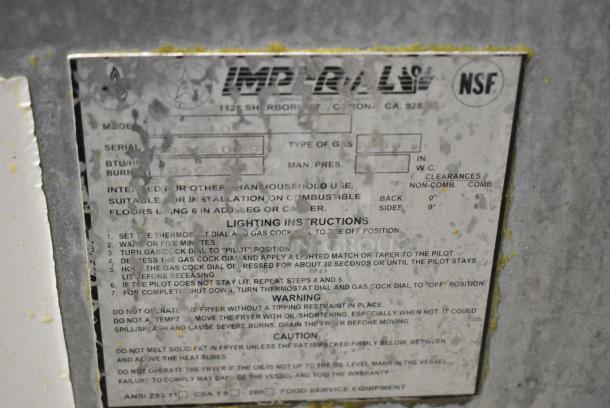 IMPERIAL
NSF
CA. 928
MODE
SERIAL TYPE OF GAS
BTU/H MAN. PRES. IN
BURN W.C.
CLEARANCES
INTENDED FOR OTHER THAN HOUSEHOLD USE, NON-COMB. COMB.
SUITABLE FOR INSTALLATION ON COMBUSTIBLE BACK 0" 6"
FLOORS USING 6 IN ADJ. LEG OR CASTER. SIDES 0"
LIGHTING INSTRUCTIONS
1. SET THE THERMOSTAT DIAL AND GAS COCK DIAL TO THE OFF POSITION.
2. WAIT FOR FIVE MINUTES.
3. TURN GAS COCK DIAL TO "PILOT" POSITION.
4. DEPRESS THE GAS COCK DIAL AND APPLY A LIGHTED MATCH OR TAPER TO THE PILOT.
5. HOLD THE GAS COCK DIAL DEPRESSED FOR ABOUT 30 SECONDS OR UNTIL THE PILOT STAYS
LIT BEFORE RELEASING.
6. IF THE PILOT DOES NOT STAY LIT, REPEAT STEPS 4 AND 5.
7. FOR COMPLETE SHUT DOWN, TURN THERMOSTAT DIAL AND GAS COCK DIAL TO "OFF" POSITION.
WARNING
DO NOT OPERATE THE FRYER WITHOUT A TIPPING RESTRAINT IN PLACE.
DO NOT ATTEMPT TO MOVE THE FRYER WITH OIL/SHORTENING, ESPECIALLY WHEN HOT. IT COULD
SPILL/SPLASH AND CAUSE SEVERE BURNS. DRAIN THE FRYER BEFORE MOVING.
CAUTION
DO NOT MELT SOLID FAT IN FRYER UNLESS THE FAT IS PACKED FIRMLY BELOW, BETWEEN
AND ABOVE THE HEAT TUBES.
DO NOT OPERATE THE FRYER IF THE OIL IS NOT UP TO THE OIL LEVEL MARK IN THE VESSEL.
FAILURE TO COMPLY MAY DAMAGE THE VESSEL AND VOID THE WARRANTY.
ANSI Z83.11 CSA 1.8 - 200 FOOD SERVICE EQUIPMENT